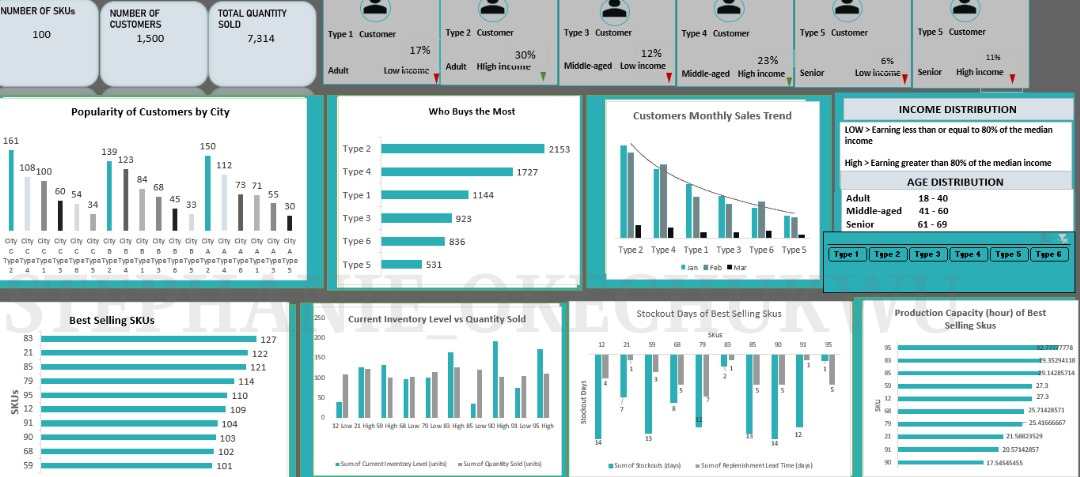 NUMBER OF SKUs
100
NUMBER OF
CUSTOMERS
1,500
TOTAL QUANTITY
SOLD
7,314
Type 1 Customer
17%
Adult Low income
Type 2 Customer
30%
Adult High income
Type 3 Customer
12%
Middle-aged Low income
Type 4 Customer
23%
Middle-aged High income
Type 5 Customer
6%
Senior Low income
Type 5 Customer
11%
Senior High income
Popularity of Customers by City
161
108
100
60
54
34
139
123
84
68
45
33
150
112
73
71
55
30
City City City City City City City City City City City City City City City City City City
C C C C C C B B B B B B A A A A A A
Type Type Type Type Type Type Type Type Type Type Type Type Type Type Type Type Type Type
2 4 1 3 6 5 2 4 1 3 6 5 2 4 6 1 3 5
Who Buys the Most
Type 2 2153
Type 4 1727
Type 1 1144
Type 3 923
Type 6 836
Type 5 531
Customers Monthly Sales Trend
Type 2 Type 4 Type 1 Type 3 Type 6 Type 5
Jan Feb Mar
INCOME DISTRIBUTION
LOW > Earning less than or equal to 80% of the median
income
High > Earning greater than 80% of the median income
AGE DISTRIBUTION
Adult 18 - 40
Middle-aged 41 - 60
Senior 61 - 69
Type 1 Type 2 Type 3 Type 4 Type 5 Type 6
STEPHANIE_OKECHUKWU
Best Selling SKUs
SKUs
83 127
21 122
85 121
79 114
95 110
12 109
91 104
90 103
68 102
59 101
Current Inventory Level vs Quantity Sold
250
200
150
100
50
0
12 Low 21 High 59 High 68 Low 79 Low 83 High 85 Low 90 High 91 Low 95 High
Sum of Current Inventory Level (units) Sum of Quantity Sold (units)
Stockout Days of Best Selling Skus
SKUs
12 21 59 68 79 83 85 90 91 95
Stockout Days
14
4
7
1
13
3
8
5
12
7
2
1
13
5
14
5
12
1
1
5
Sum of Stockouts (days) Sum of Replenishment Lead Time (days)
Production Capacity (hour) of Best
Selling Skus
SKU
95
83 29.35294118
85 29.14285714
59 27.3
12 27.3
68 25.71428571
79 25.41666667
21 21.58823529
91 20.57142857
90 17.54545455